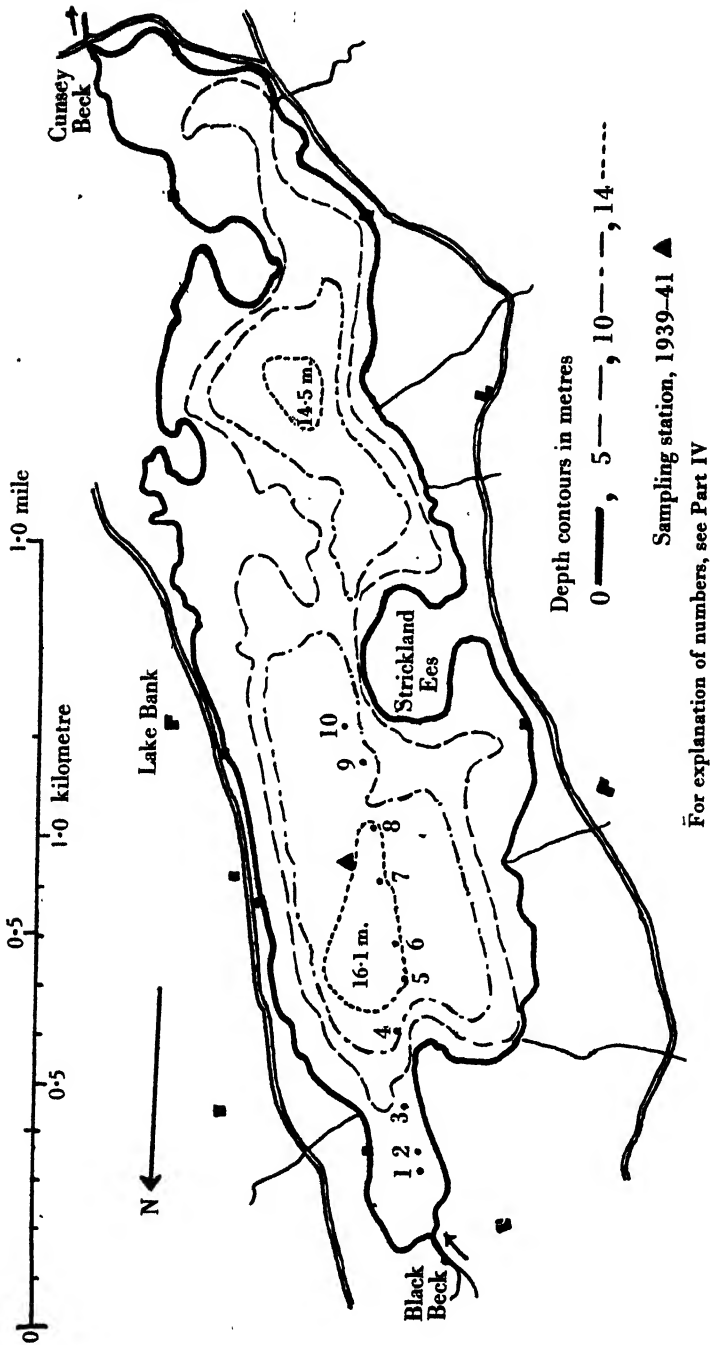 0
0·5
0·5
1·0 kilometre
1·0 mile
N
Lake Bank
Cunsey
Beck
14·5 m.
16·1 m.
1
2
3
4
5
6
7
8
9
10
Strickland
Ees
Black
Beck
Depth contours in metres
0 ——, 5 — — —, 10 —·—·—, 14 -----
Sampling station, 1939–41 ▲
For explanation of numbers, see Part IV